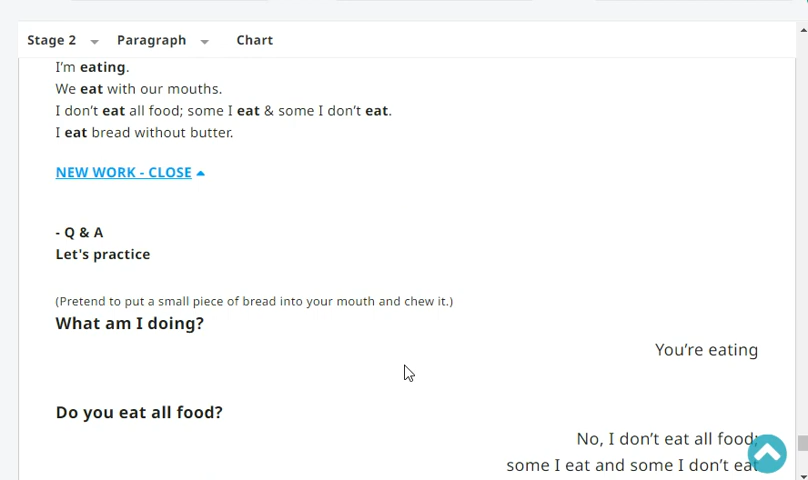 Stage 2 Paragraph Chart
I'm eating.
We eat with our mouths.
I don't eat all food; some I eat & some I don't eat.
I eat bread without butter.
NEW WORK - CLOSE
- Q & A
Let's practice
(Pretend to put a small piece of bread into your mouth and chew it.)
What am I doing?
You're eating
Do you eat all food?
No, I don't eat all food;
some I eat and some I don't eat